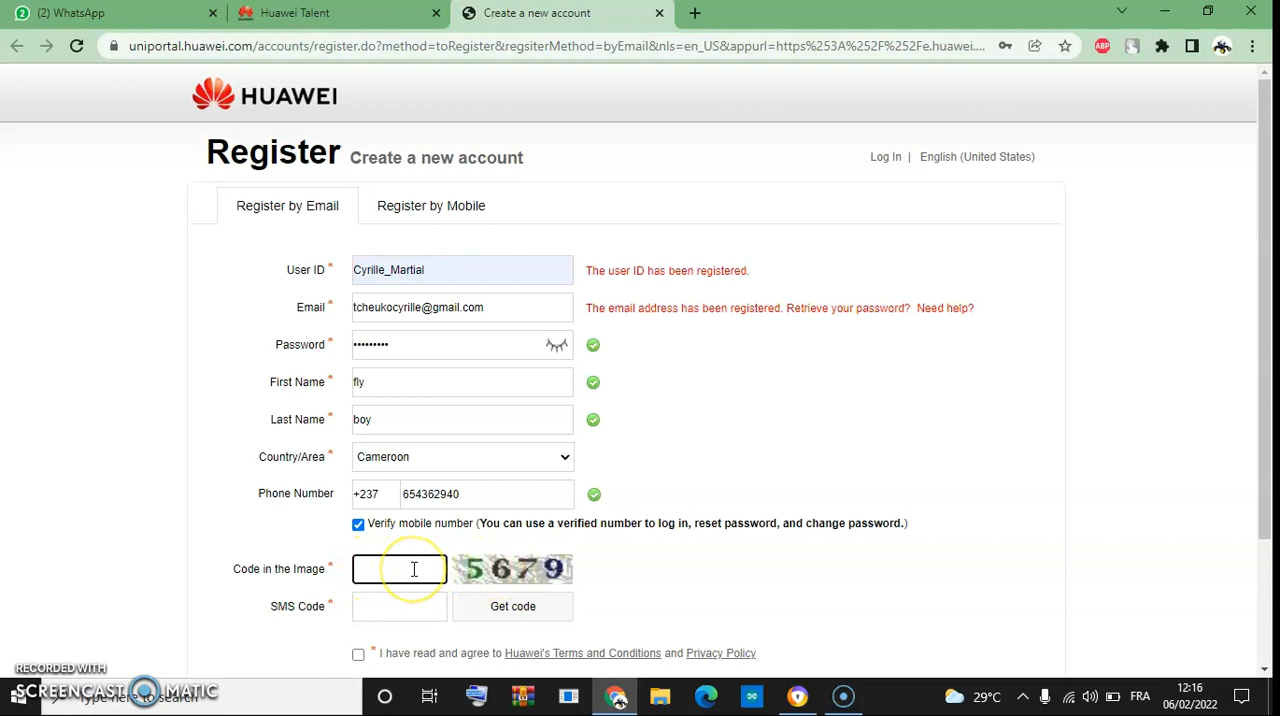 (2) WhatsApp
Huawei Talent
Create a new account
uniportal.huawei.com/accounts/register.do?method=toRegister&regsiterMethod=byEmail&nls=en_US&appurl=https%253A%252F%252Fe.huawei....
ABP
HUAWEI
Register Create a new account
Log In | English (United States)
Register by Email Register by Mobile
User ID * Cyrille_Martial The user ID has been registered.
Email * tcheukocyrille@gmail.com The email address has been registered. Retrieve your password? Need help?
Password * •••••••••
First Name * fly
Last Name * boy
Country/Area * Cameroon
Phone Number +237 654362940
Verify mobile number (You can use a verified number to log in, reset password, and change password.)
Code in the Image * 5679
SMS Code * Get code
* I have read and agree to Huawei's Terms and Conditions and Privacy Policy
RECORDED WITH
SCREENCAST MATIC
Type here to search
29°C
FRA
12:16
06/02/2022